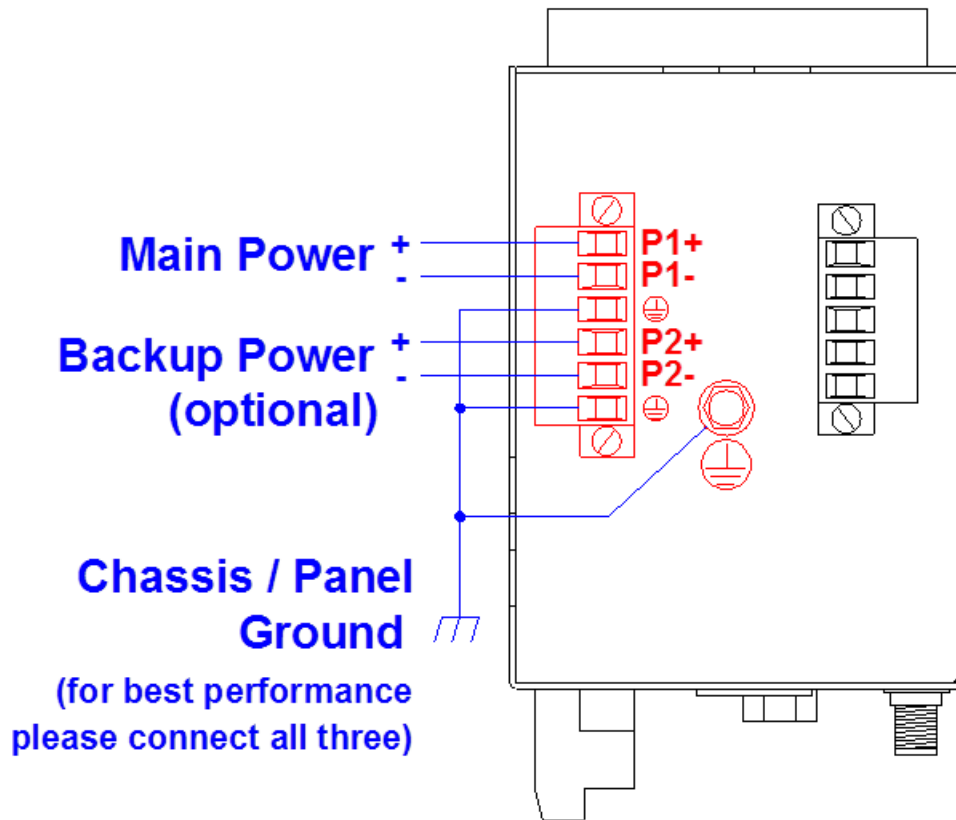 Main Power +
-
P1+
P1-
Backup Power +
(optional) -
P2+
P2-
Chassis / Panel
Ground
(for best performance
please connect all three)